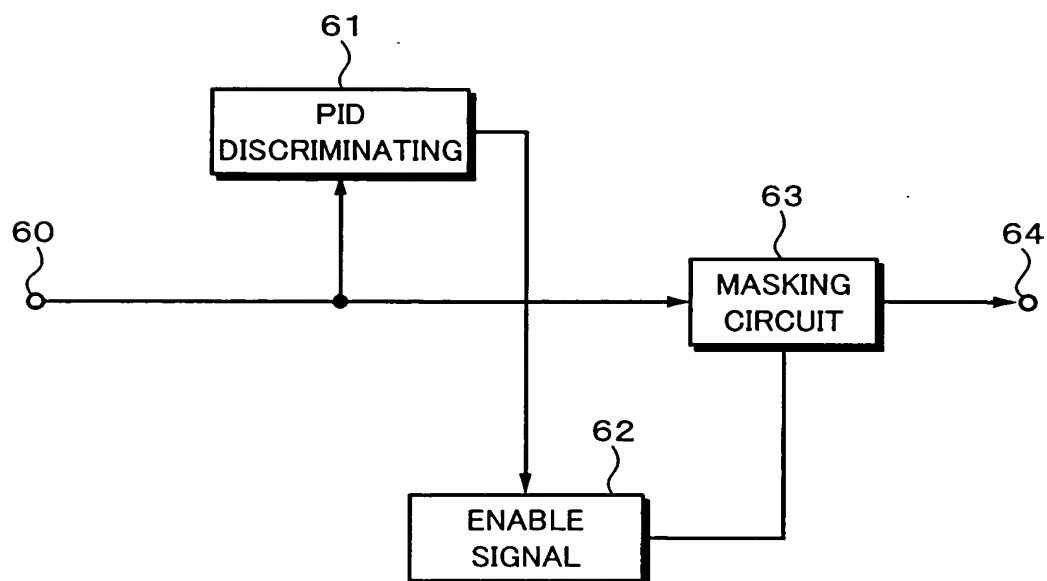 61
PID
DISCRIMINATING
60
63
64
MASKING
CIRCUIT
62
ENABLE
SIGNAL